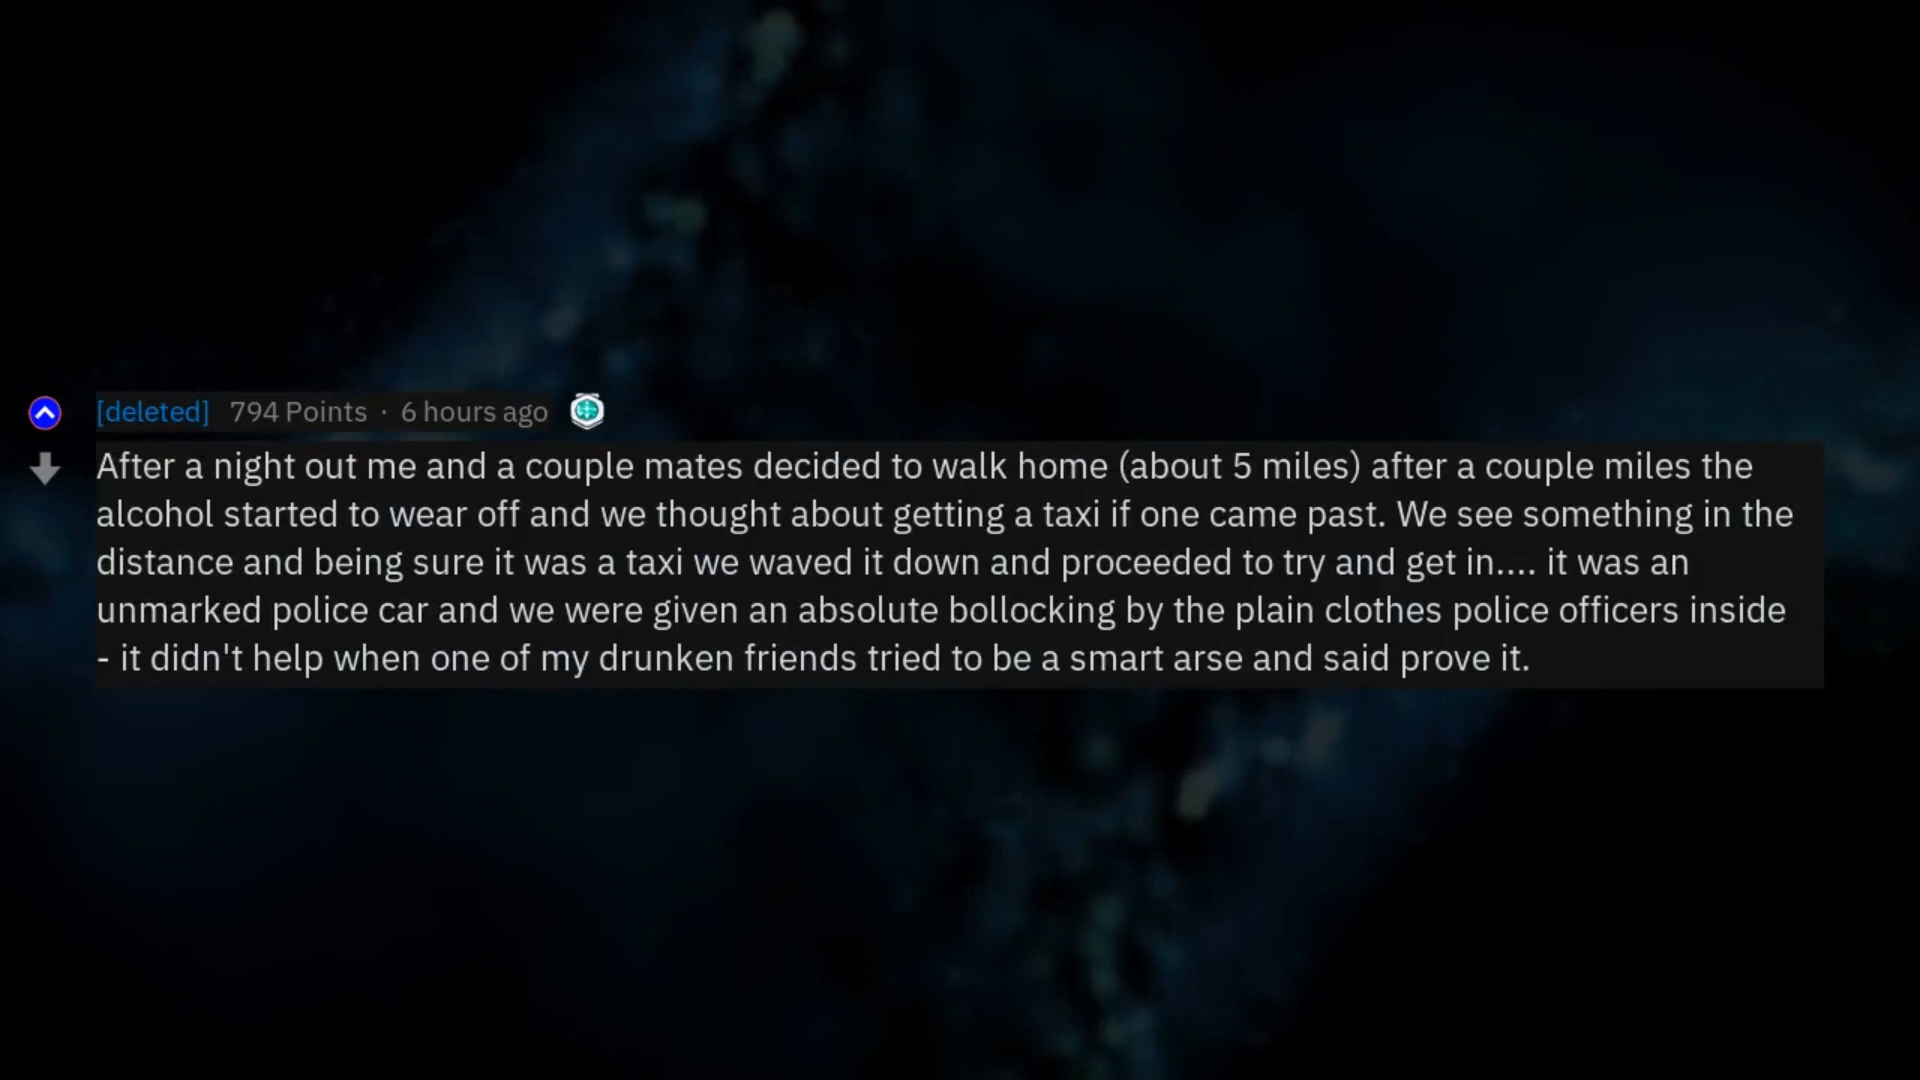 [deleted] 794 Points · 6 hours ago
After a night out me and a couple mates decided to walk home (about 5 miles) after a couple miles the
alcohol started to wear off and we thought about getting a taxi if one came past. We see something in the
distance and being sure it was a taxi we waved it down and proceeded to try and get in.... it was an
unmarked police car and we were given an absolute bollocking by the plain clothes police officers inside
- it didn't help when one of my drunken friends tried to be a smart arse and said prove it.